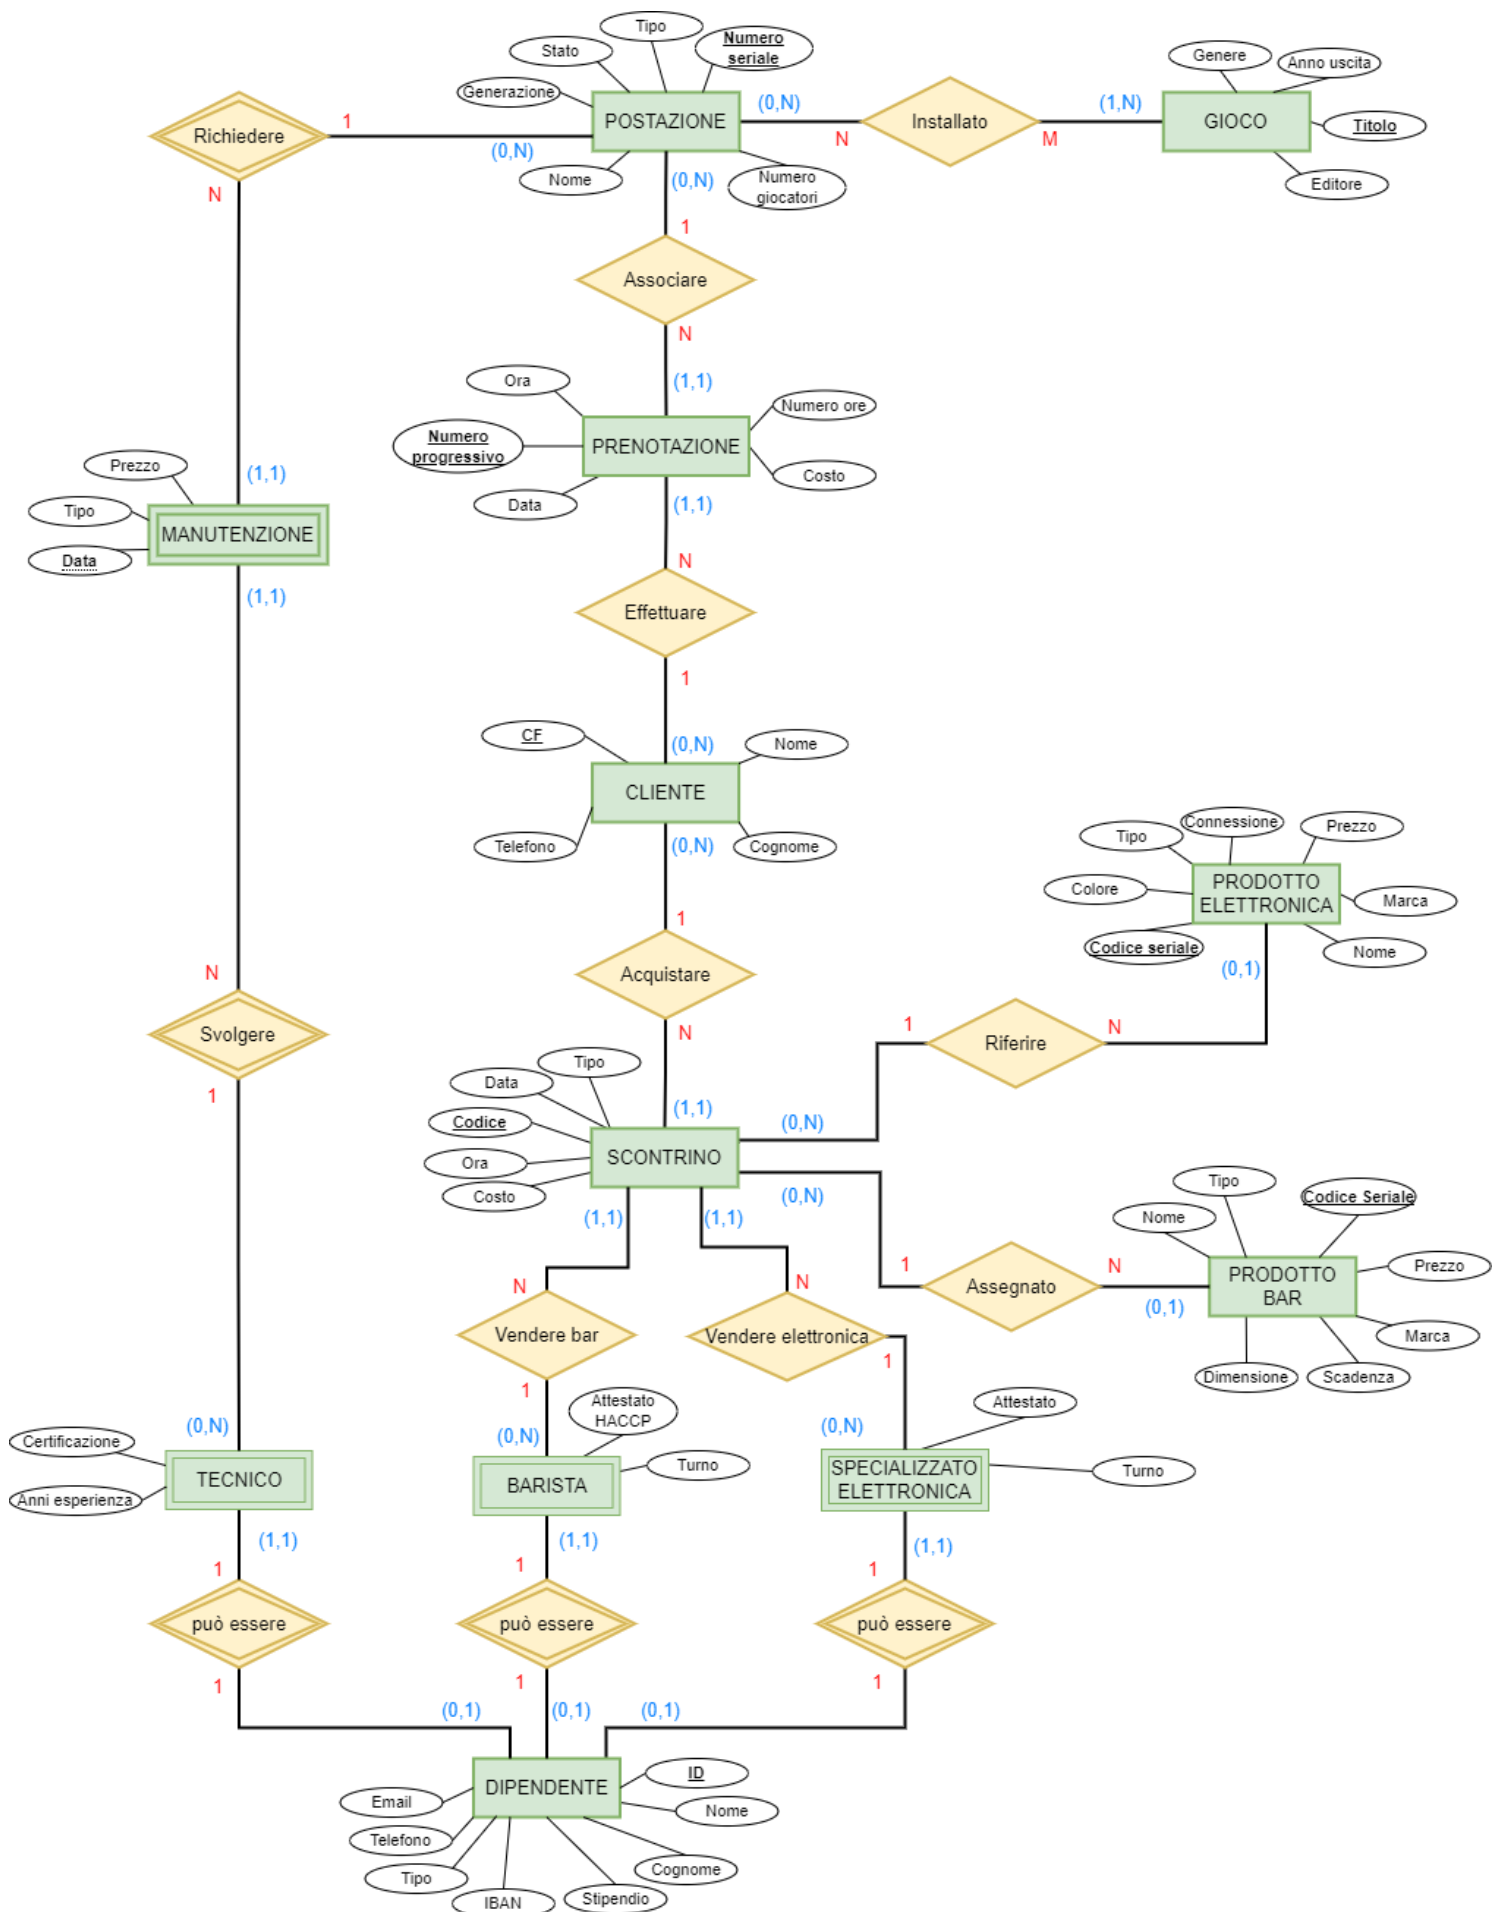 Tipo
Numero
seriale
Stato
Generazione
POSTAZIONE
Nome
Numero
giocatori
(0,N)
N
Installato
M
(1,N)
Genere
Anno uscita
GIOCO
Titolo
Editore
Richiedere
1
(0,N)
N
(0,N)
1
Associare
N
(1,1)
Ora
Numero ore
Numero
progressivo
PRENOTAZIONE
Data
Costo
(1,1)
Prezzo
(1,1)
Tipo
MANUTENZIONE
Data
(1,1)
N
Effettuare
1
(0,N)
CF
Nome
CLIENTE
Telefono
Cognome
(0,N)
1
Acquistare
N
(1,1)
Tipo
Connessione
Prezzo
Colore
PRODOTTO
ELETTRONICA
Marca
Codice seriale
Nome
(0,1)
N
Riferire
1
(0,N)
N
Svolgere
1
Tipo
Data
Codice
Ora
Costo
SCONTRINO
(0,N)
(1,1)
(1,1)
1
Assegnato
N
(0,1)
Tipo
Codice Seriale
Nome
PRODOTTO
BAR
Prezzo
Marca
Dimensione
Scadenza
N
Vendere bar
1
(0,N)
N
Vendere elettronica
1
(0,N)
(0,N)
Certificazione
TECNICO
Anni esperienza
(1,1)
Attestato
HACCP
Turno
BARISTA
(1,1)
Attestato
SPECIALIZZATO
ELETTRONICA
Turno
(1,1)
1
può essere
1
(0,1)
1
può essere
1
(0,1)
1
può essere
1
(0,1)
DIPENDENTE
ID
Nome
Email
Telefono
Tipo
IBAN
Stipendio
Cognome